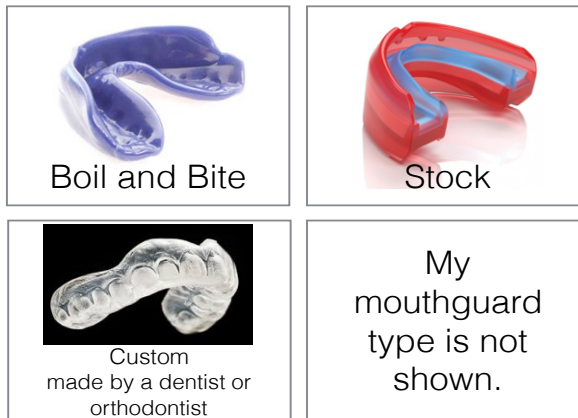 Boil and Bite
Stock
Custom
made by a dentist or
orthodontist
My
mouthguard
type is not
shown.